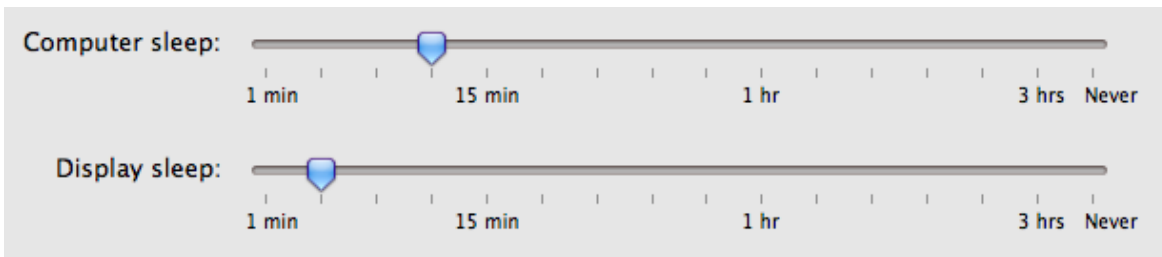 Computer sleep:
1 min 15 min 1 hr 3 hrs Never
Display sleep:
1 min 15 min 1 hr 3 hrs Never